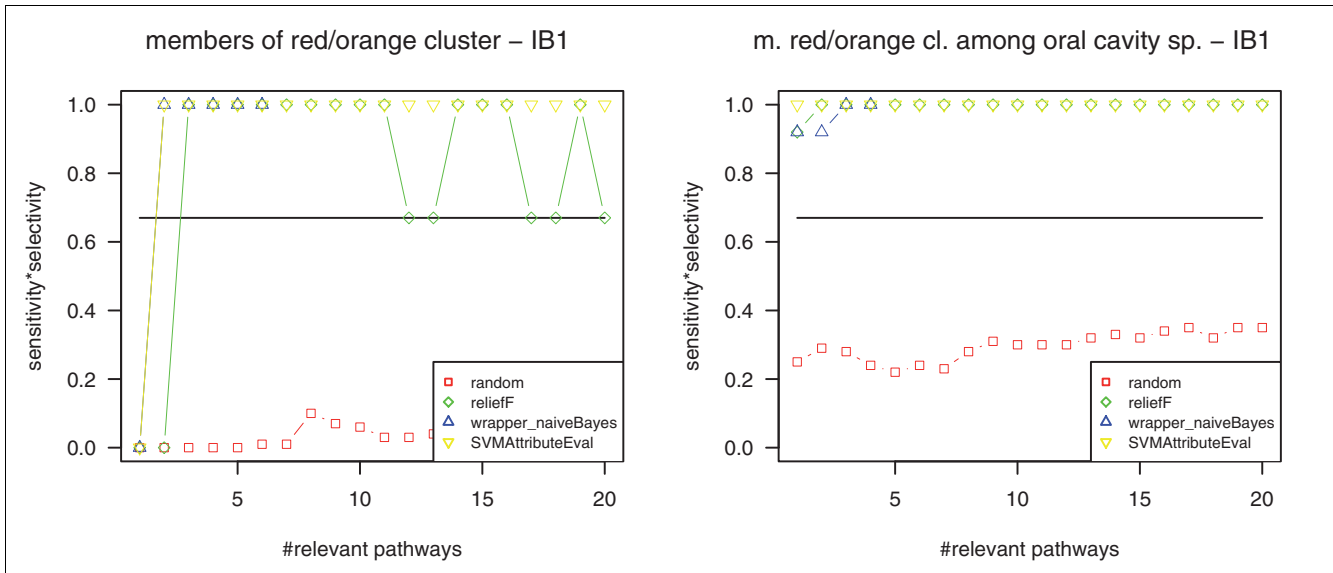 members of red/orange cluster – IB1
sensitivity*selectivity
1.0
0.8
0.6
0.4
0.2
0.0
random
reliefF
wrapper_naiveBayes
SVMAttributeEval
5
10
15
20
#relevant pathways
m. red/orange cl. among oral cavity sp. – IB1
sensitivity*selectivity
1.0
0.8
0.6
0.4
0.2
0.0
random
reliefF
wrapper_naiveBayes
SVMAttributeEval
5
10
15
20
#relevant pathways